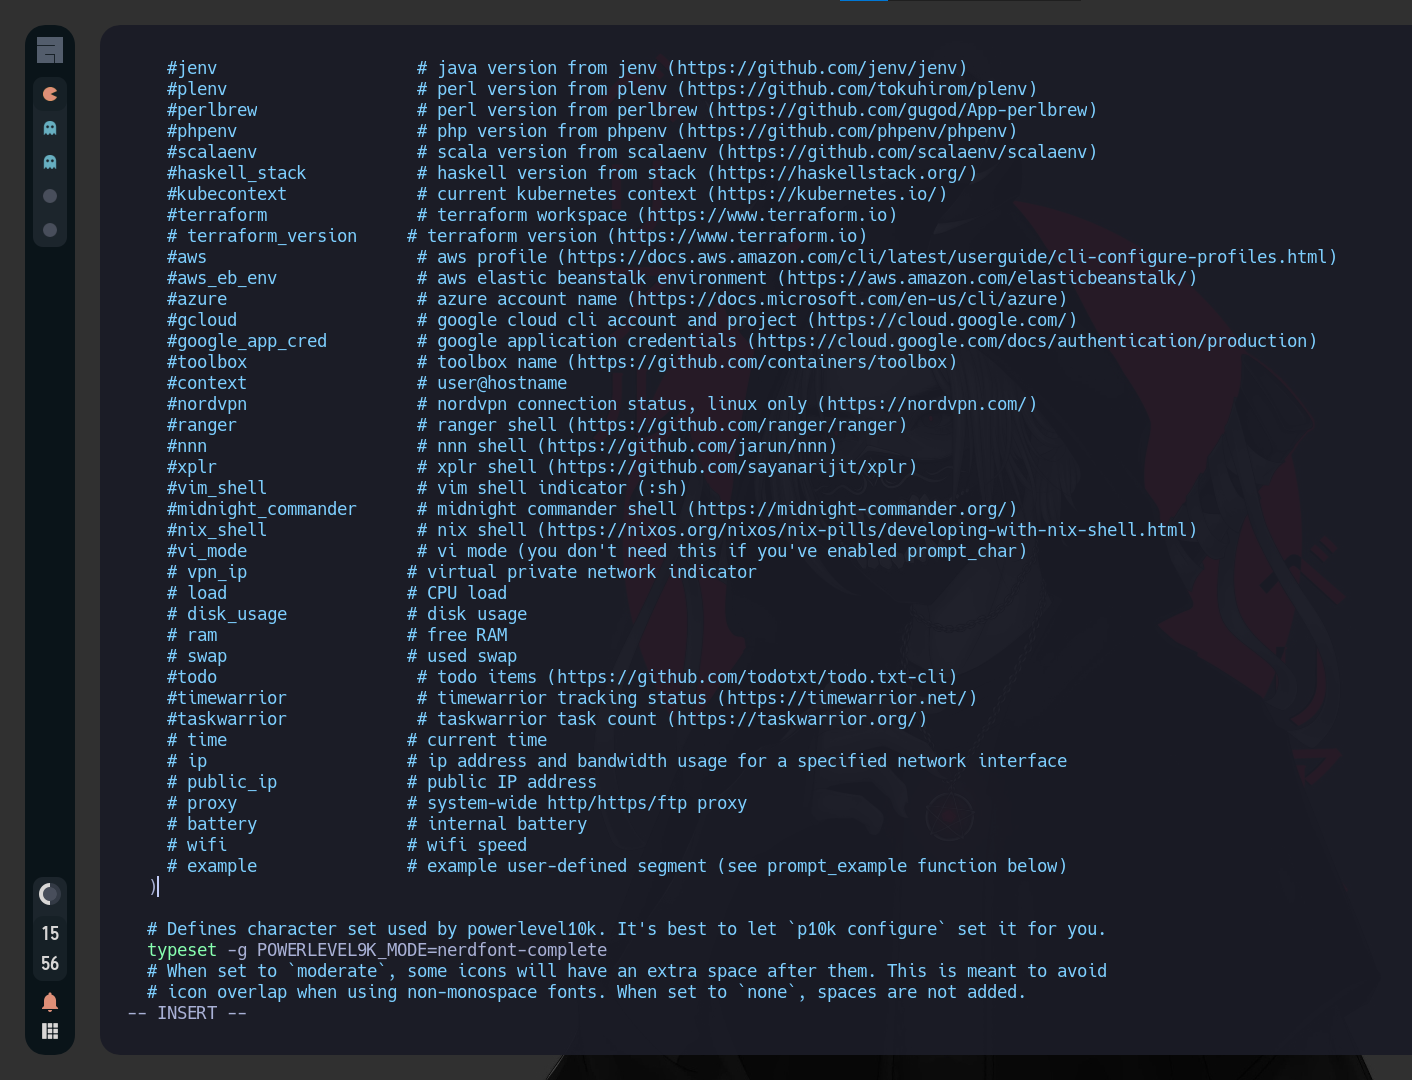 #jenv                    # java version from jenv (https://github.com/jenv/jenv)
#plenv                   # perl version from plenv (https://github.com/tokuhirom/plenv)
#perlbrew                # perl version from perlbrew (https://github.com/gugod/App-perlbrew)
#phpenv                  # php version from phpenv (https://github.com/phpenv/phpenv)
#scalaenv                # scala version from scalaenv (https://github.com/scalaenv/scalaenv)
#haskell_stack           # haskell version from stack (https://haskellstack.org/)
#kubecontext             # current kubernetes context (https://kubernetes.io/)
#terraform               # terraform workspace (https://www.terraform.io)
# terraform_version     # terraform version (https://www.terraform.io)
#aws                     # aws profile (https://docs.aws.amazon.com/cli/latest/userguide/cli-configure-profiles.html)
#aws_eb_env              # aws elastic beanstalk environment (https://aws.amazon.com/elasticbeanstalk/)
#azure                   # azure account name (https://docs.microsoft.com/en-us/cli/azure)
#gcloud                  # google cloud cli account and project (https://cloud.google.com/)
#google_app_cred         # google application credentials (https://cloud.google.com/docs/authentication/production)
#toolbox                 # toolbox name (https://github.com/containers/toolbox)
#context                 # user@hostname
#nordvpn                 # nordvpn connection status, linux only (https://nordvpn.com/)
#ranger                  # ranger shell (https://github.com/ranger/ranger)
#nnn                     # nnn shell (https://github.com/jarun/nnn)
#xplr                    # xplr shell (https://github.com/sayanarijit/xplr)
#vim_shell               # vim shell indicator (:sh)
#midnight_commander      # midnight commander shell (https://midnight-commander.org/)
#nix_shell               # nix shell (https://nixos.org/nixos/nix-pills/developing-with-nix-shell.html)
#vi_mode                 # vi mode (you don't need this if you've enabled prompt_char)
# vpn_ip                # virtual private network indicator
# load                  # CPU load
# disk_usage            # disk usage
# ram                   # free RAM
# swap                  # used swap
#todo                    # todo items (https://github.com/todotxt/todo.txt-cli)
#timewarrior             # timewarrior tracking status (https://timewarrior.net/)
#taskwarrior             # taskwarrior task count (https://taskwarrior.org/)
# time                  # current time
# ip                    # ip address and bandwidth usage for a specified network interface
# public_ip             # public IP address
# proxy                 # system-wide http/https/ftp proxy
# battery               # internal battery
# wifi                  # wifi speed
# example               # example user-defined segment (see prompt_example function below)
)
# Defines character set used by powerlevel10k. It's best to let `p10k configure` set it for you.
typeset -g POWERLEVEL9K_MODE=nerdfont-complete
# When set to `moderate`, some icons will have an extra space after them. This is meant to avoid
# icon overlap when using non-monospace fonts. When set to `none`, spaces are not added.
-- INSERT --
15
56